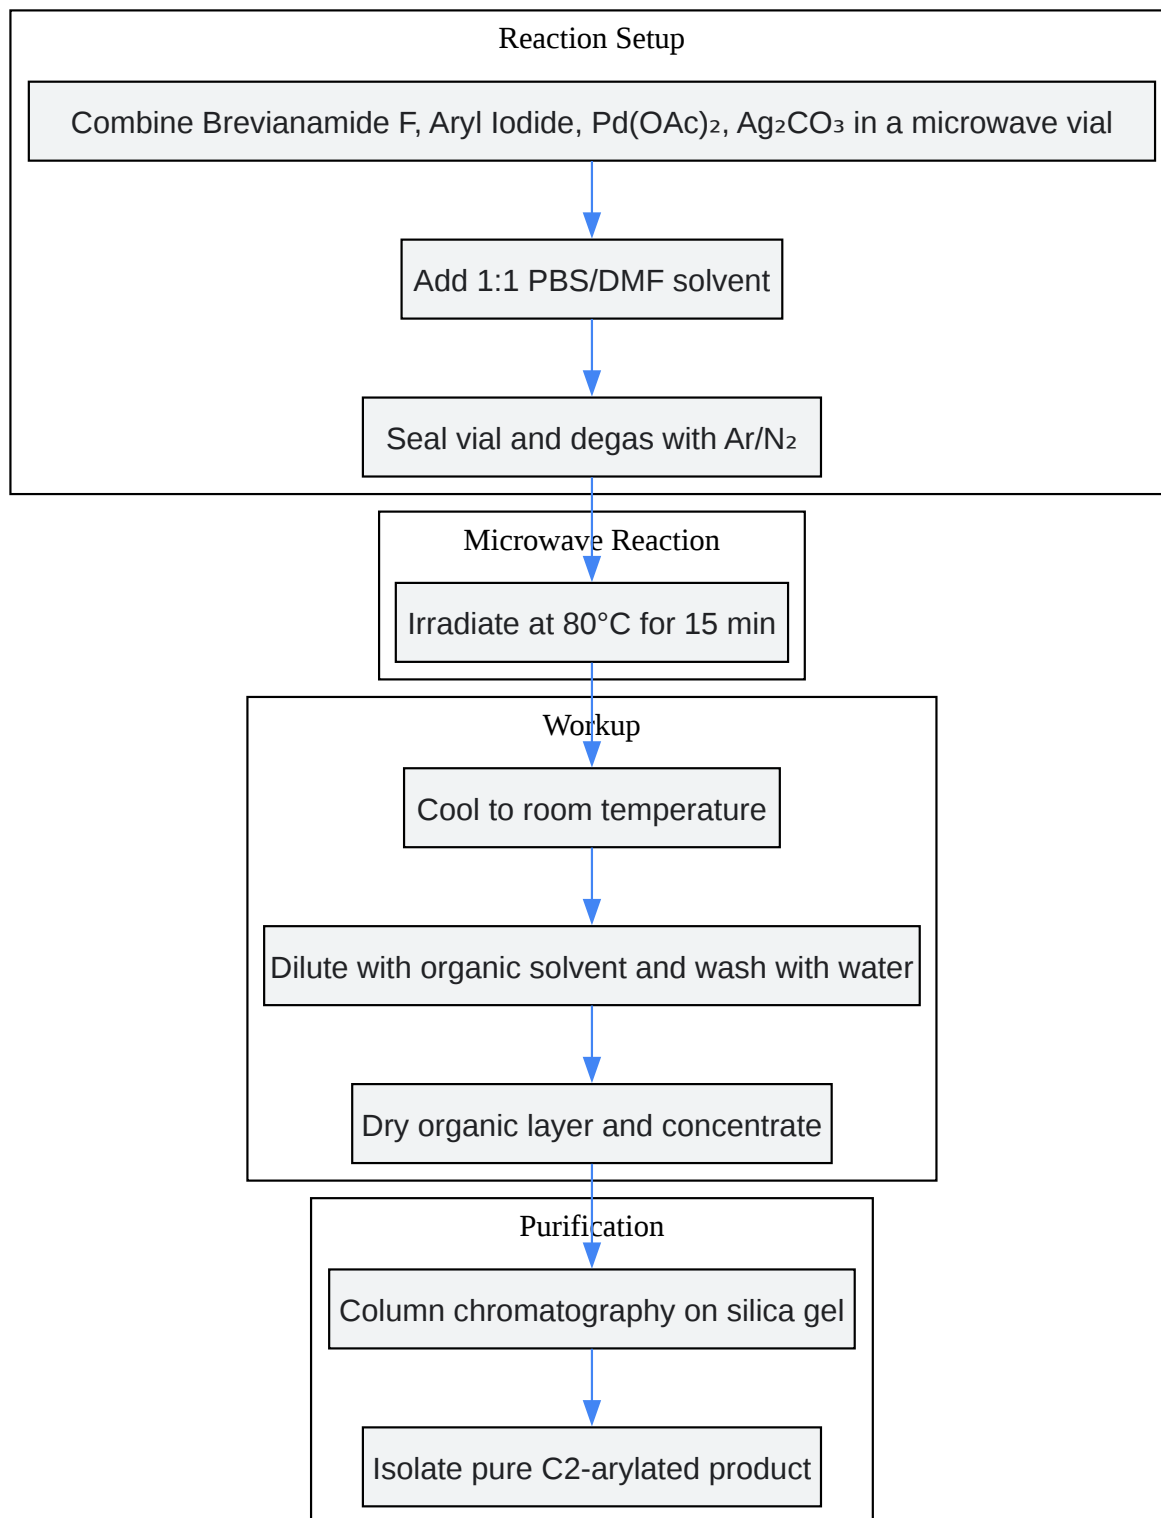 Reaction Setup
Combine Brevianamide F, Aryl Iodide, Pd(OAc)₂, Ag₂CO₃ in a microwave vial
Add 1:1 PBS/DMF solvent
Seal vial and degas with Ar/N₂
Microwave Reaction
Irradiate at 80°C for 15 min
Workup
Cool to room temperature
Dilute with organic solvent and wash with water
Dry organic layer and concentrate
Purification
Column chromatography on silica gel
Isolate pure C2-arylated product